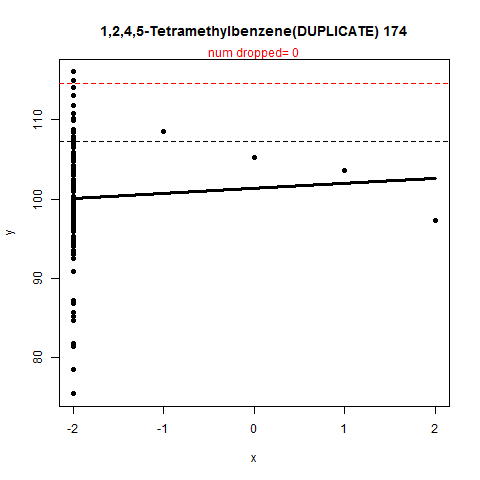 1,2,4,5-Tetramethylbenzene(DUPLICATE) 174
num dropped= 0
110
100
90
80
y
-2 -1 0 1 2
x